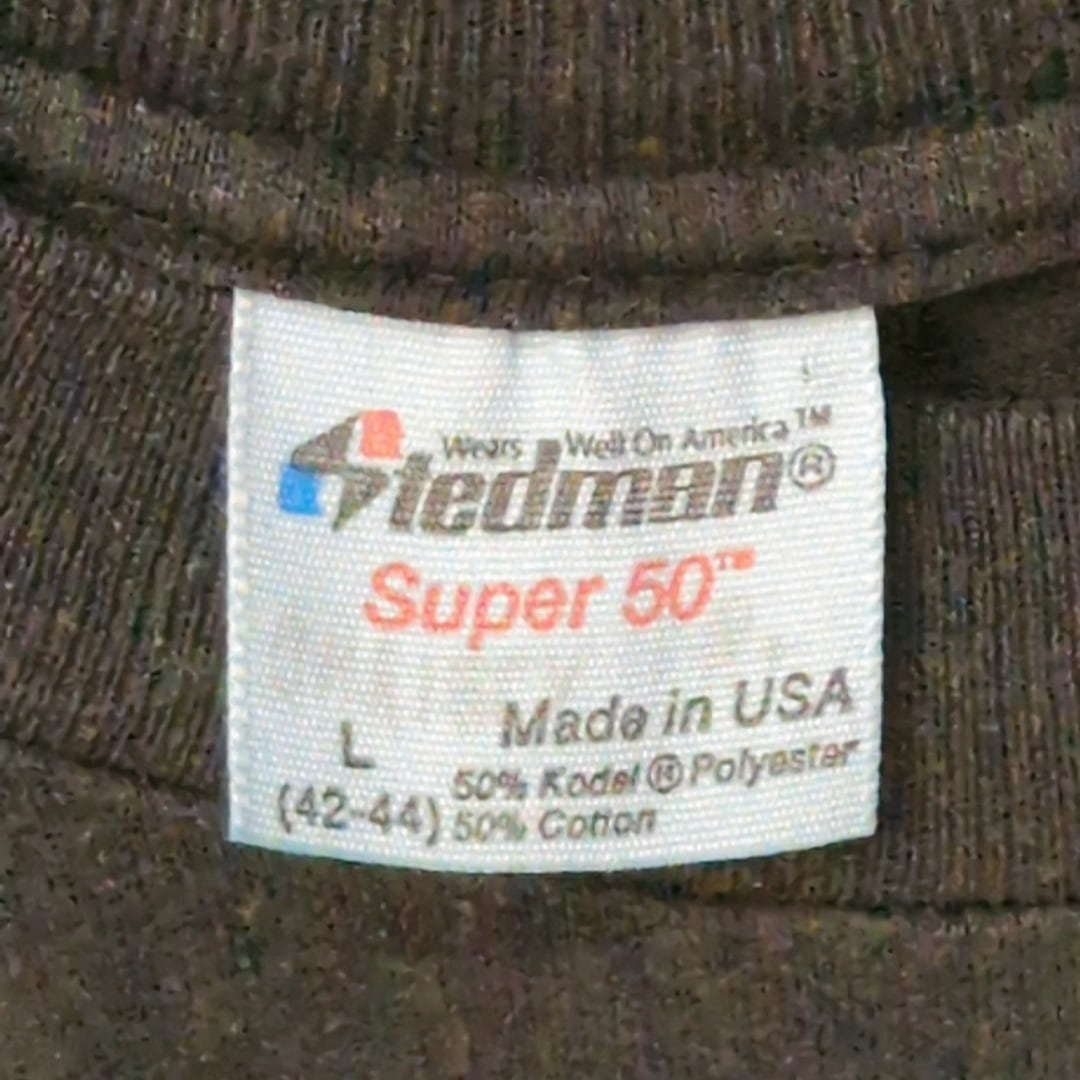 Wears Well On America™
Stedman®
Super 50™
Made in USA
L
50% Kodel® Polyester
(42-44) 50% Cotton